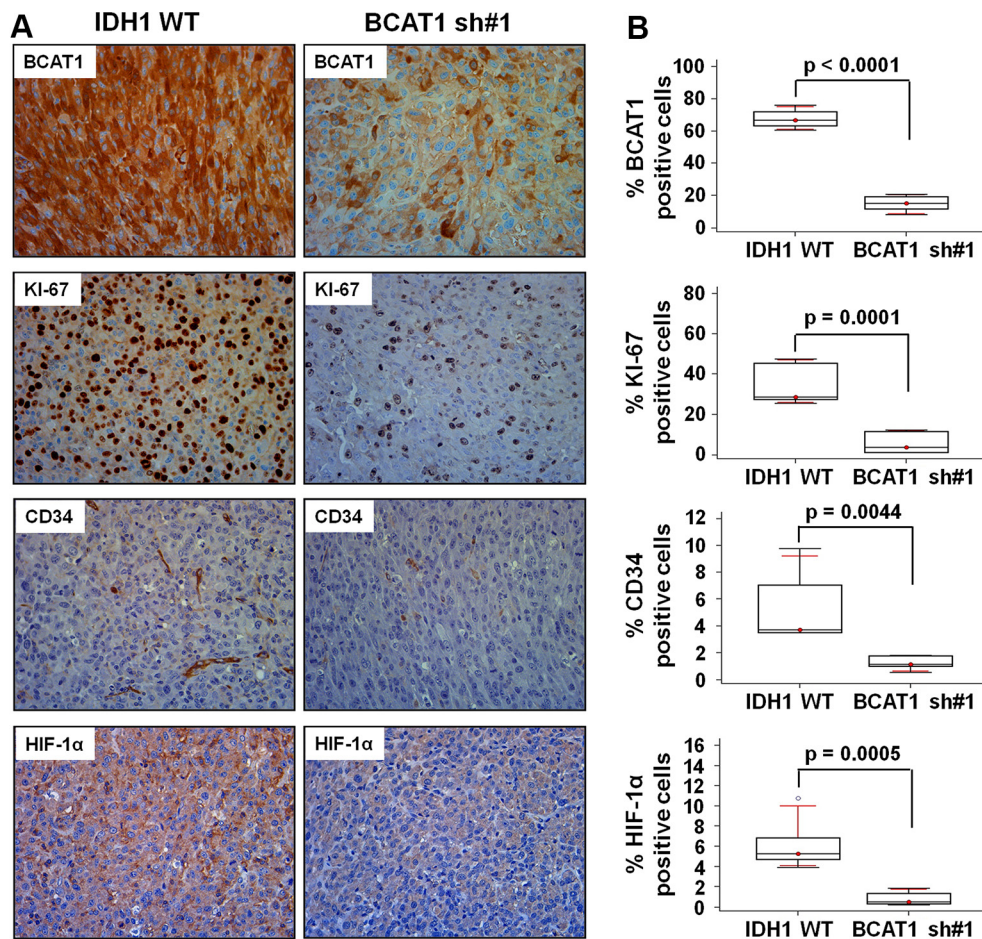 A
IDH1 WT
BCAT1 sh#1
BCAT1
BCAT1
KI-67
KI-67
CD34
CD34
HIF-1α
HIF-1α
B
% BCAT1
positive cells
100
80
60
40
20
0
p < 0.0001
IDH1 WT BCAT1 sh#1
% KI-67
positive cells
80
60
40
20
0
p = 0.0001
IDH1 WT BCAT1 sh#1
% CD34
positive cells
12
10
8
6
4
2
0
p = 0.0044
IDH1 WT BCAT1 sh#1
% HIF-1α
positive cells
16
14
12
10
8
6
4
2
0
p = 0.0005
IDH1 WT BCAT1 sh#1